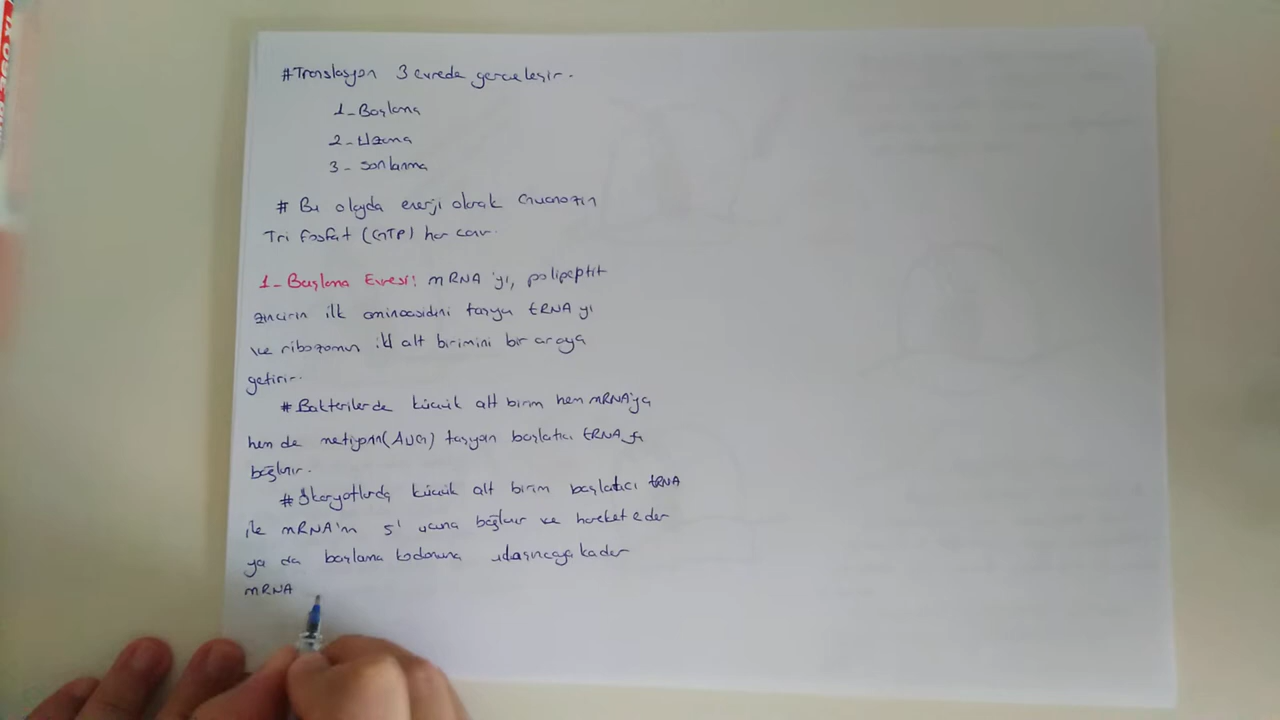 #Translasyon 3 evrede gerçekleşir.
1-Başlama
2-Uzama
3-Sonlanma
# Bu olayda enerji olarak Guanozin
Tri fosfat (GTP) harcanır.
1-Başlama Evresi: mRNA'yı, polipeptit
zincirin ilk aminoasidini taşıyan tRNA yı
ve ribozomun iki alt birimini bir araya
getirir.
#Bakterilerde küçük alt birim hem mRNA'ya
hem de metiyonin(AUG) taşıyan başlatıcı tRNA ya
bağlanır.
#Ökaryotlarda küçük alt birim başlatıcı tRNA
ile mRNA'nın 5' ucuna bağlanır ve hareket eder
ya da başlama kodonuna ulaşıncaya kadar
mRNA